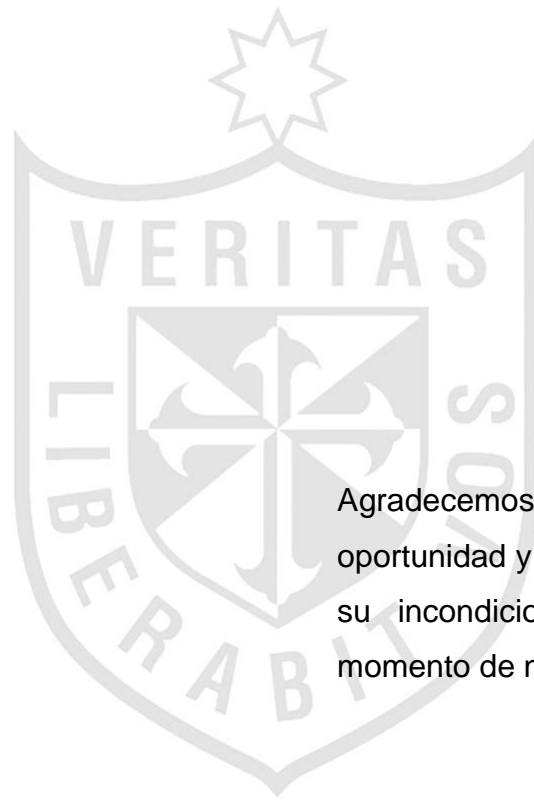 VERITAS
LIBERABIT VOS
Agradecemos
oportunidad y
su incondicio
momento de n